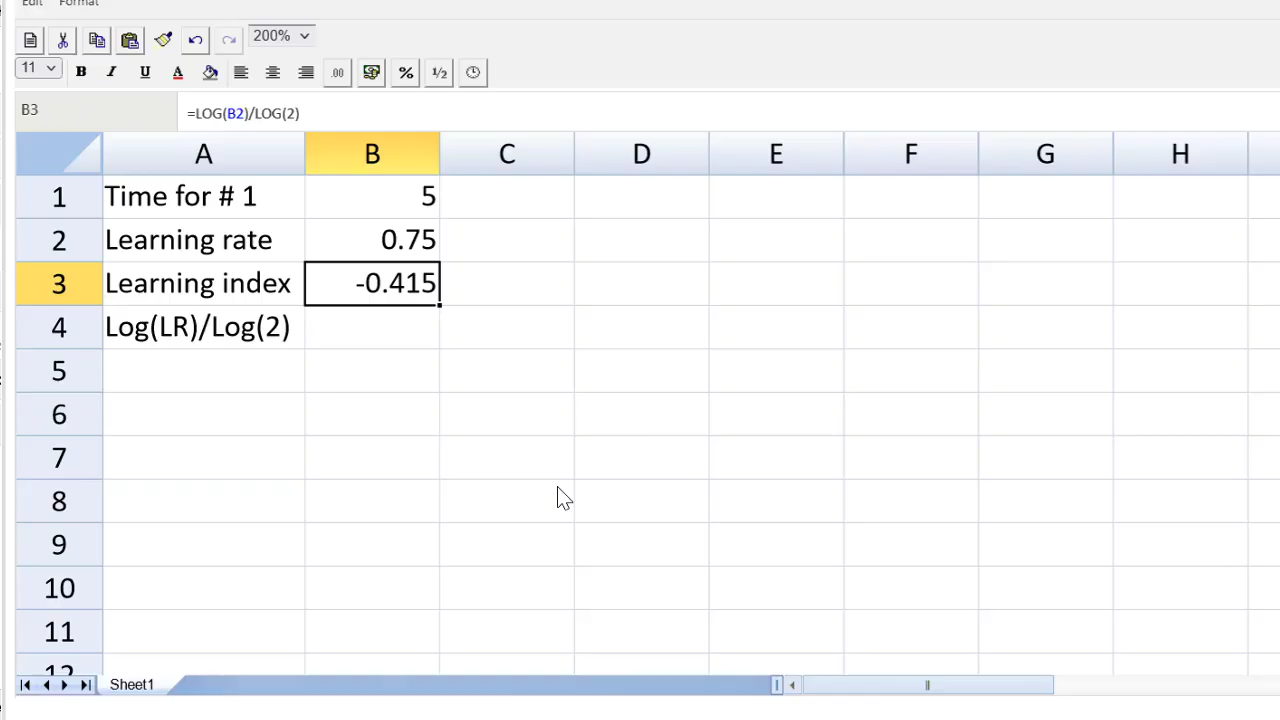 Edit Format
200%
11 B I U A .00 % 1/2
B3 =LOG(B2)/LOG(2)
A B C D E F G H
1 Time for # 1 5
2 Learning rate 0.75
3 Learning index -0.415
4 Log(LR)/Log(2)
5
6
7
8
9
10
11
12
Sheet1